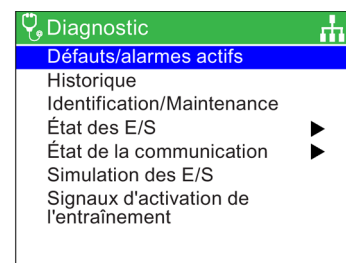 Diagnostic
Défauts/alarmes actifs
Historique
Identification/Maintenance
État des E/S
État de la communication
Simulation des E/S
Signaux d'activation de
l'entraînement